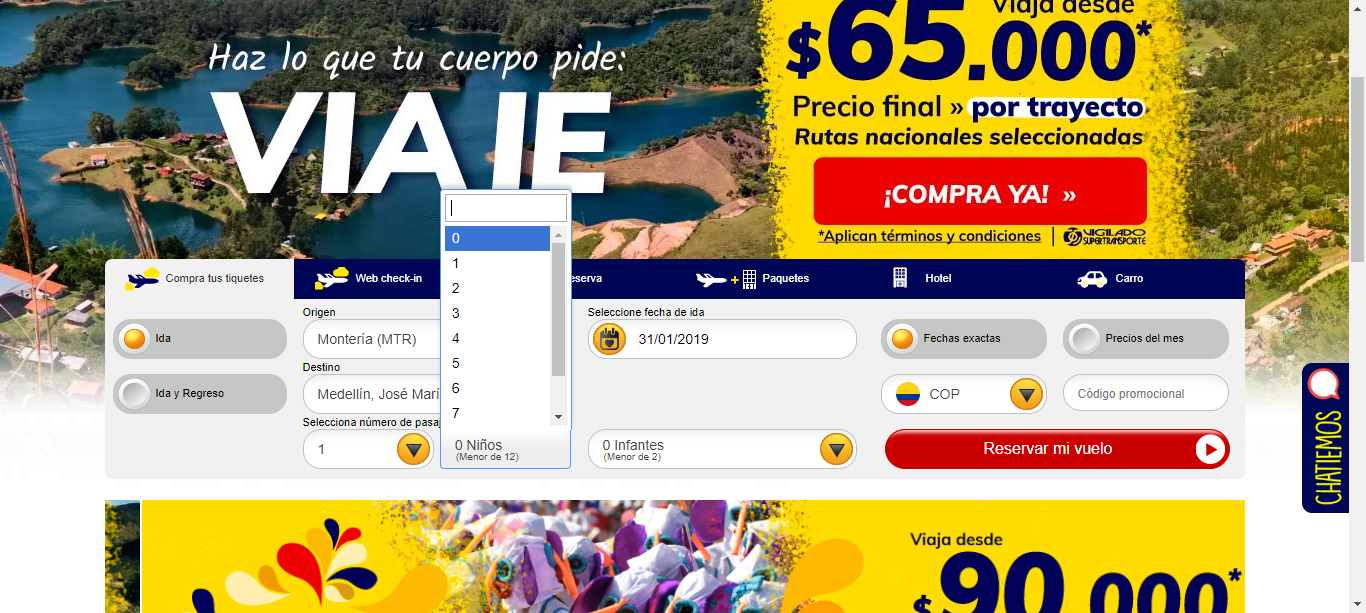 Viaja desde
$65.000*
Haz lo que tu cuerpo pide:
VIAJE
Precio final » por trayecto
Rutas nacionales seleccionadas
¡COMPRA YA! »
*Aplican términos y condiciones | VIGILADO
SUPERTRANSPORTE
0
1
2
3
4
5
6
7
Compra tus tiquetes
Web check-in
serva
Paquetes
Hotel
Carro
Origen
Seleccione fecha de ida
Ida
Montería (MTR)
31/01/2019
Fechas exactas
Precios del mes
Destino
Ida y Regreso
Medellín, José Marí
COP
Código promocional
Selecciona número de pasaj
1
0 Niños
(Menor de 12)
0 Infantes
(Menor de 2)
Reservar mi vuelo
CHATIEMOS
Viaja desde
$90.000*